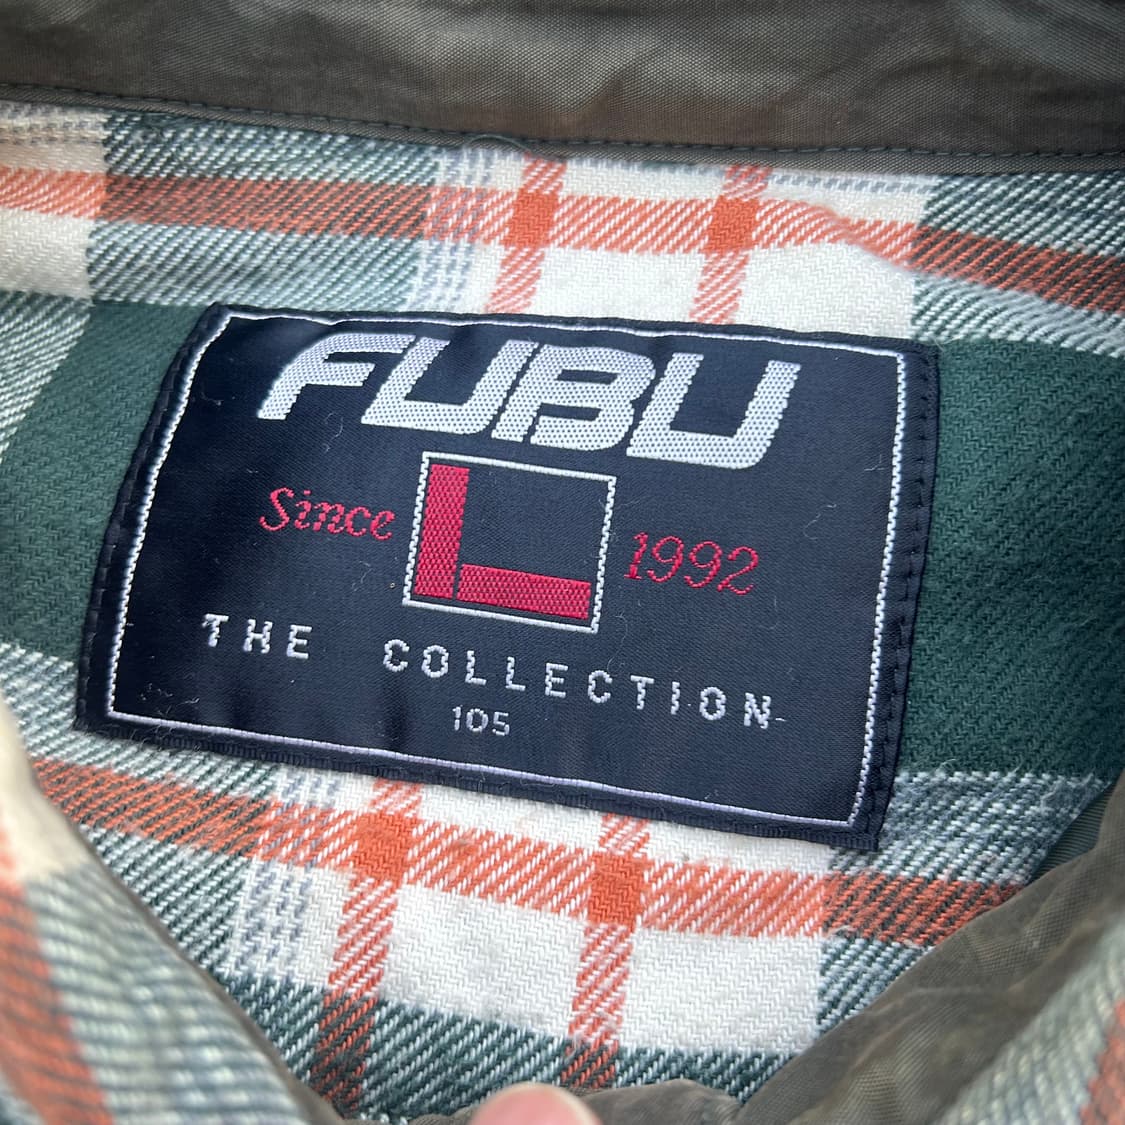 FUBU
Since 1992
THE COLLECTION
105